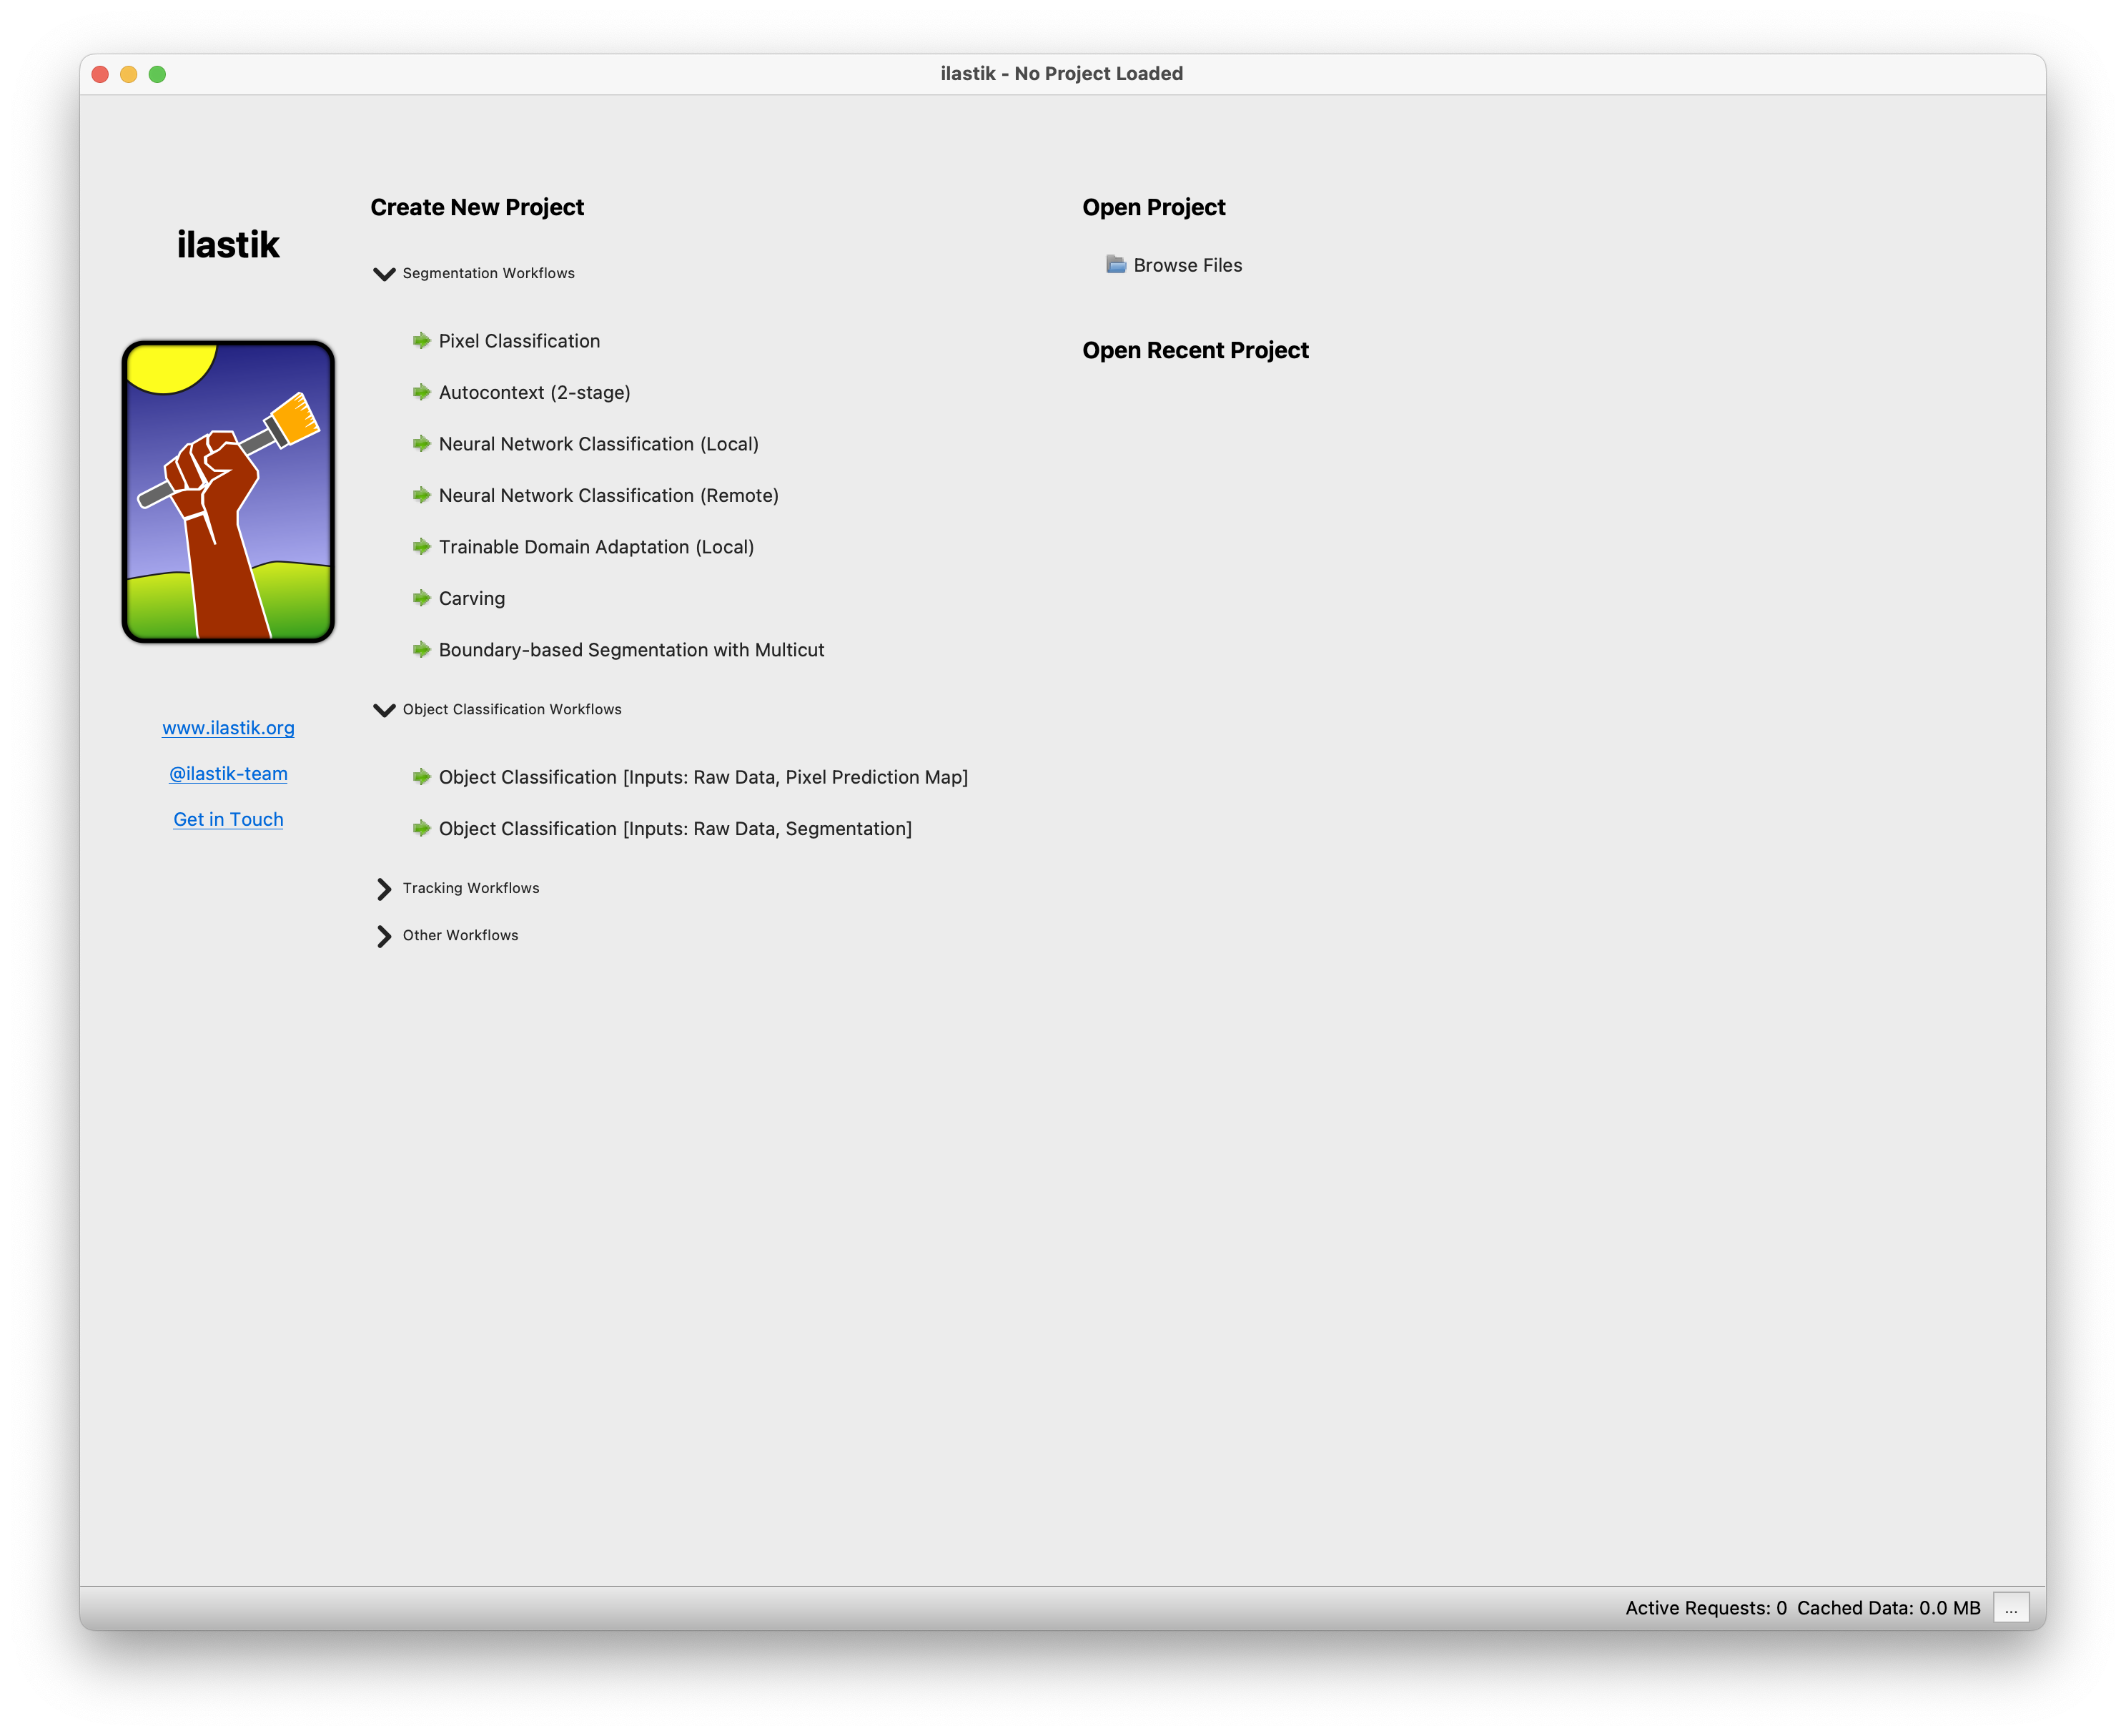 ilastik - No Project Loaded
ilastik
www.ilastik.org
@ilastik-team
Get in Touch
Create New Project
Segmentation Workflows
Pixel Classification
Autocontext (2-stage)
Neural Network Classification (Local)
Neural Network Classification (Remote)
Trainable Domain Adaptation (Local)
Carving
Boundary-based Segmentation with Multicut
Object Classification Workflows
Object Classification [Inputs: Raw Data, Pixel Prediction Map]
Object Classification [Inputs: Raw Data, Segmentation]
Tracking Workflows
Other Workflows
Open Project
Browse Files
Open Recent Project
Active Requests: 0 Cached Data: 0.0 MB ...